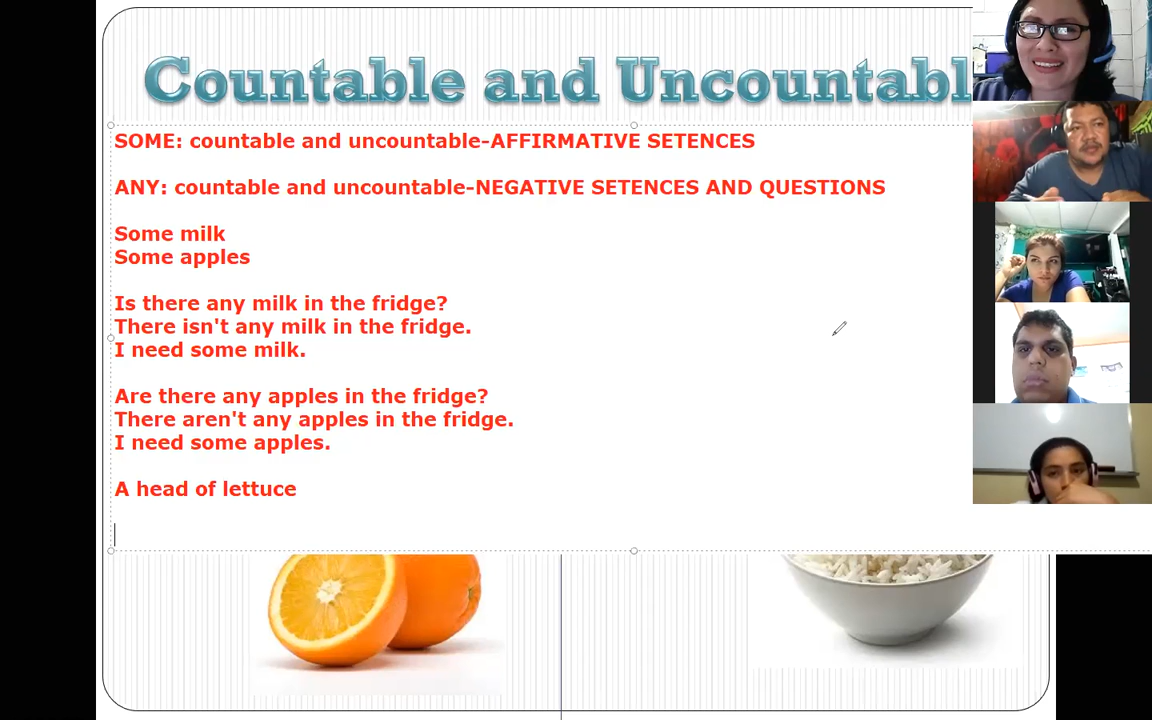 Countable and Uncountabl
SOME: countable and uncountable-AFFIRMATIVE SETENCES
ANY: countable and uncountable-NEGATIVE SETENCES AND QUESTIONS
Some milk
Some apples
Is there any milk in the fridge?
There isn't any milk in the fridge.
I need some milk.
Are there any apples in the fridge?
There aren't any apples in the fridge.
I need some apples.
A head of lettuce